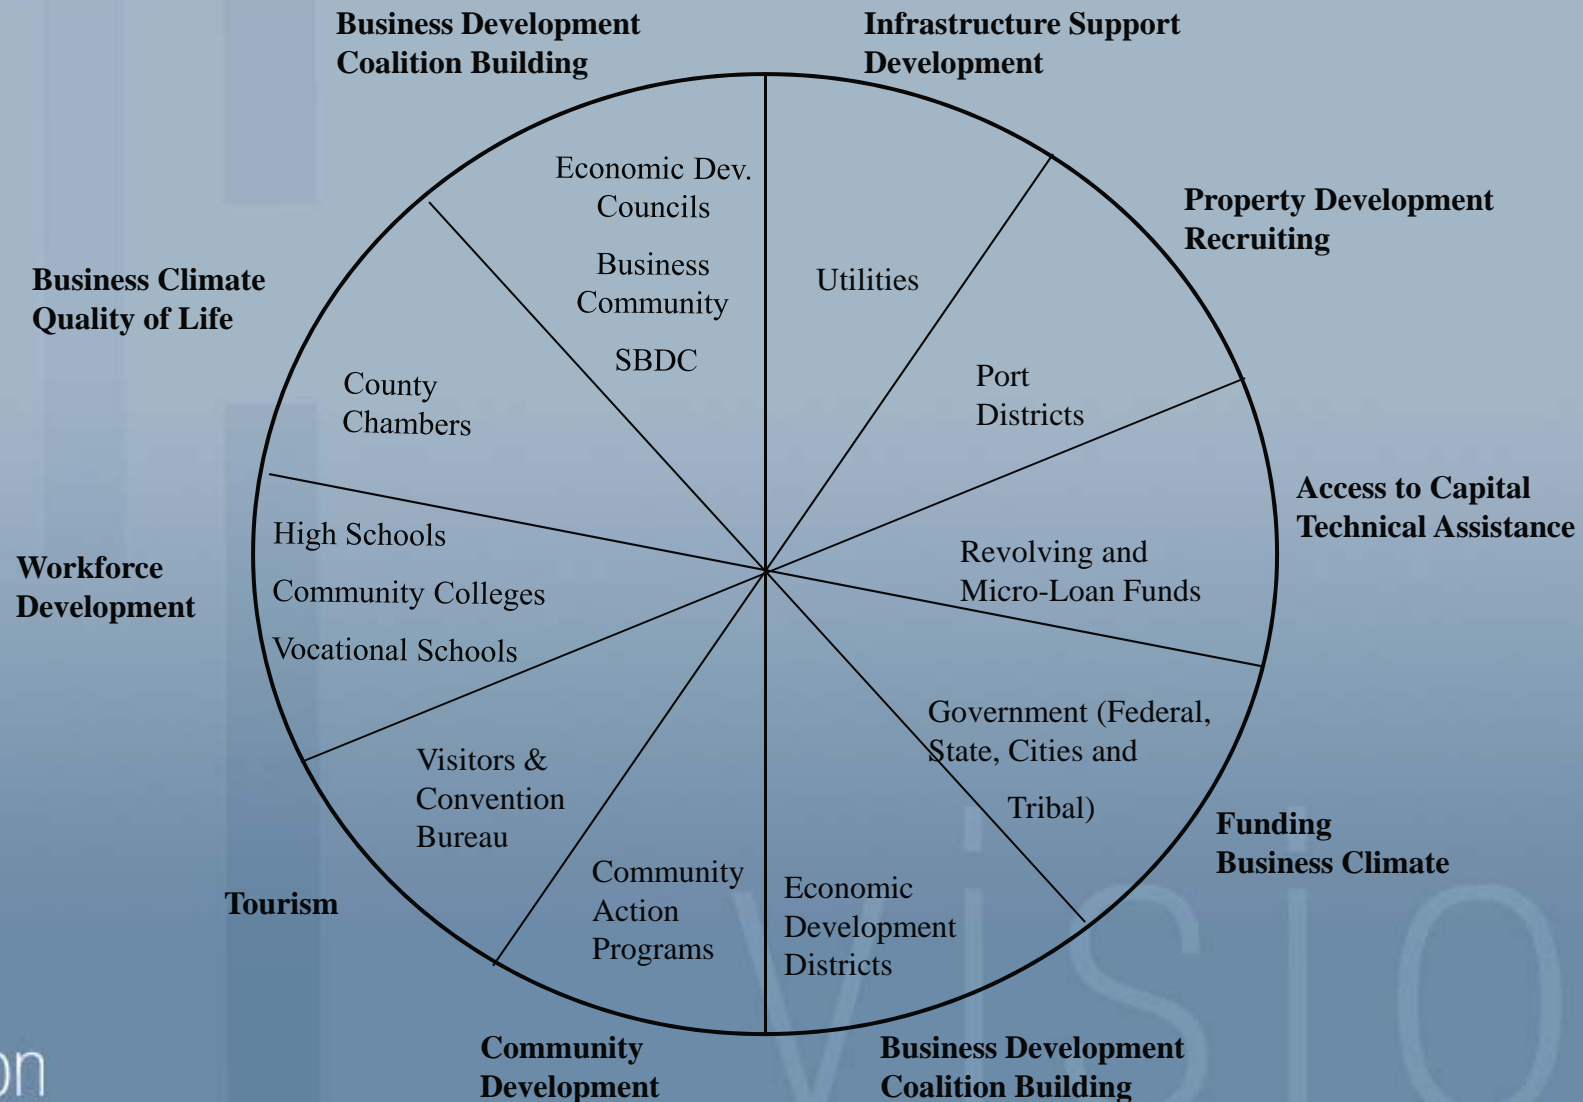 Business Development
Coalition Building
Infrastructure Support
Development
Economic Dev.
Councils
Business
Community
SBDC
Utilities
Property Development
Recruiting
Port
Districts
Business Climate
Quality of Life
County
Chambers
Access to Capital
Technical Assistance
Revolving and
Micro-Loan Funds
Workforce
Development
High Schools
Community Colleges
Vocational Schools
Government (Federal,
State, Cities and
Tribal)
Funding
Business Climate
Visitors &
Convention
Bureau
Tourism
Community
Action
Programs
Economic
Development
Districts
Community
Development
Business Development
Coalition Building
on
visio